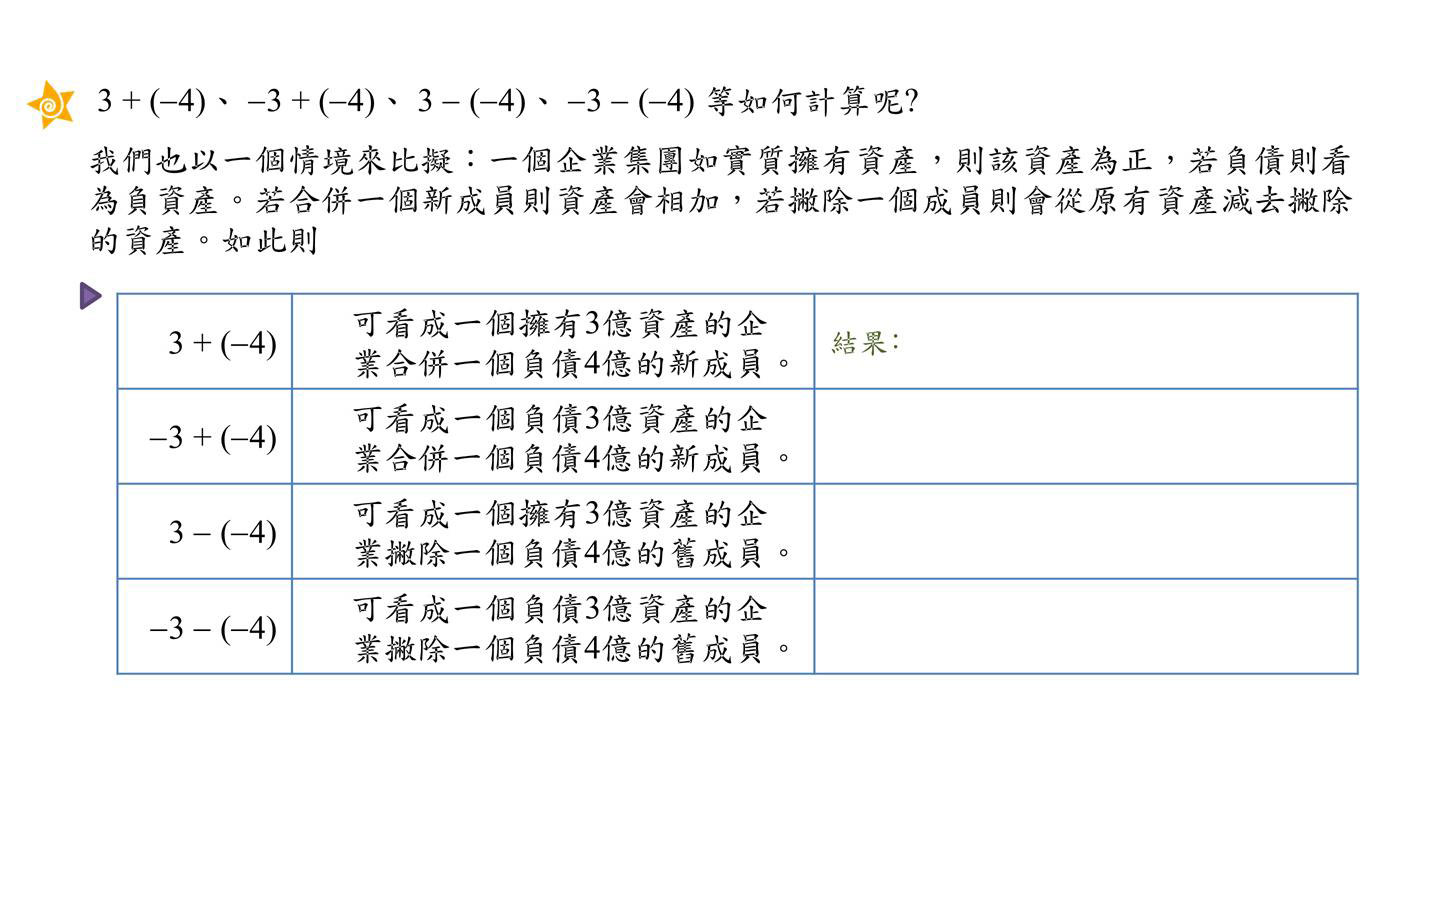 3 + (–4)、 –3 + (–4)、 3 – (–4)、 –3 – (–4) 等如何計算呢?
我們也以一個情境來比擬：一個企業集團如實質擁有資產，則該資產為正，若負債則看
為負資產。若合併一個新成員則資產會相加，若撇除一個成員則會從原有資產減去撇除
的資產。如此則
3 + (–4)
可看成一個擁有3億資產的企
業合併一個負債4億的新成員。
結果:
–3 + (–4)
可看成一個負債3億資產的企
業合併一個負債4億的新成員。
3 – (–4)
可看成一個擁有3億資產的企
業撇除一個負債4億的舊成員。
–3 – (–4)
可看成一個負債3億資產的企
業撇除一個負債4億的舊成員。